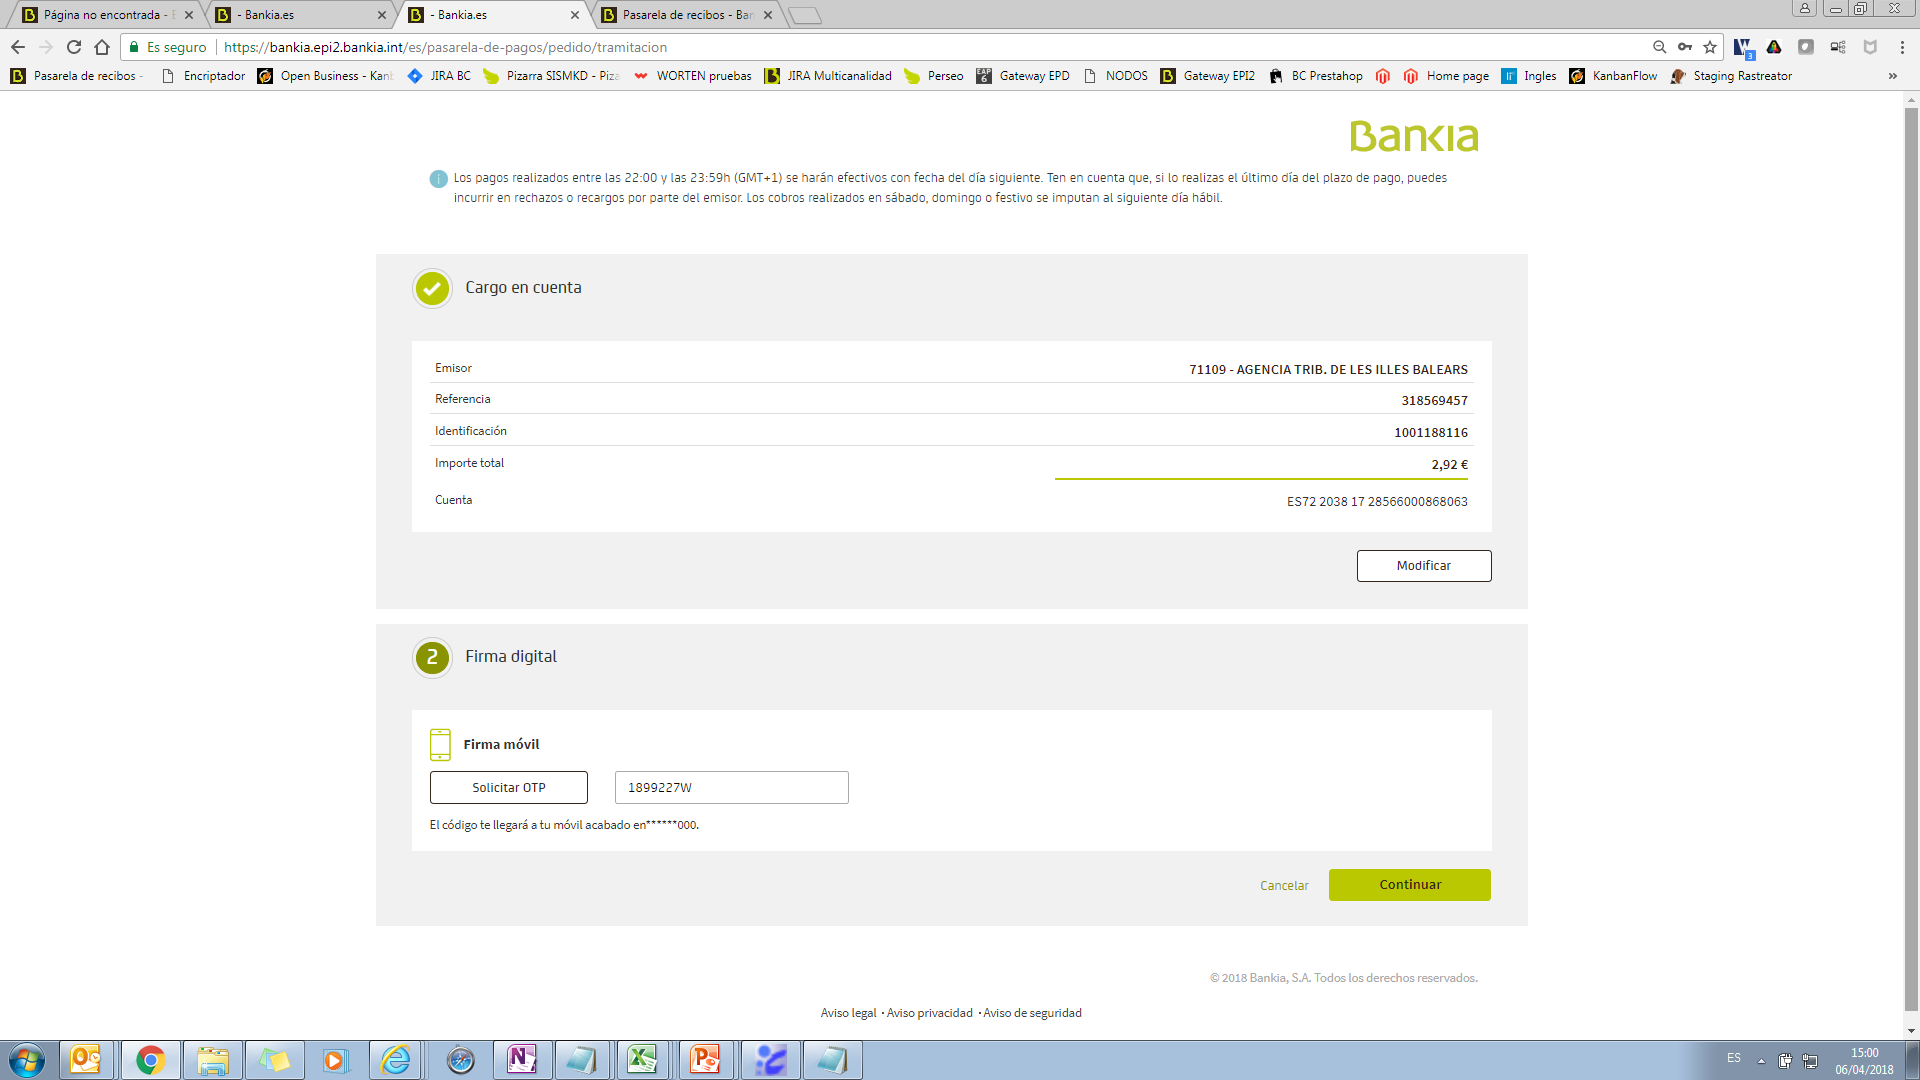 Página no encontrada - B
- Bankia.es
- Bankia.es
Pasarela de recibos - Ban
Es seguro
https://bankia.epi2.bankia.int/es/pasarela-de-pagos/pedido/tramitacion
Pasarela de recibos -
Encriptador
Open Business - Kanb
JIRA BC
Pizarra SISMKD - Piza
WORTEN pruebas
JIRA Multicanalidad
Perseo
Gateway EPD
NODOS
Gateway EPI2
BC Prestahop
Home page
Ingles
KanbanFlow
Staging Rastreator
Bankia
Los pagos realizados entre las 22:00 y las 23:59h (GMT+1) se harán efectivos con fecha del día siguiente. Ten en cuenta que, si lo realizas el último día del plazo de pago, puedes
incurrir en rechazos o recargos por parte del emisor. Los cobros realizados en sábado, domingo o festivo se imputan al siguiente día hábil.
Cargo en cuenta
Emisor 71109 - AGENCIA TRIB. DE LES ILLES BALEARS
Referencia 318569457
Identificación 1001188116
Importe total 2,92 €
Cuenta ES72 2038 17 28566000868063
Modificar
2 Firma digital
Firma móvil
Solicitar OTP 1899227W
El código te llegará a tu móvil acabado en******000.
Cancelar Continuar
© 2018 Bankia, S.A. Todos los derechos reservados.
Aviso legal · Aviso privacidad · Aviso de seguridad
ES
15:00
06/04/2018